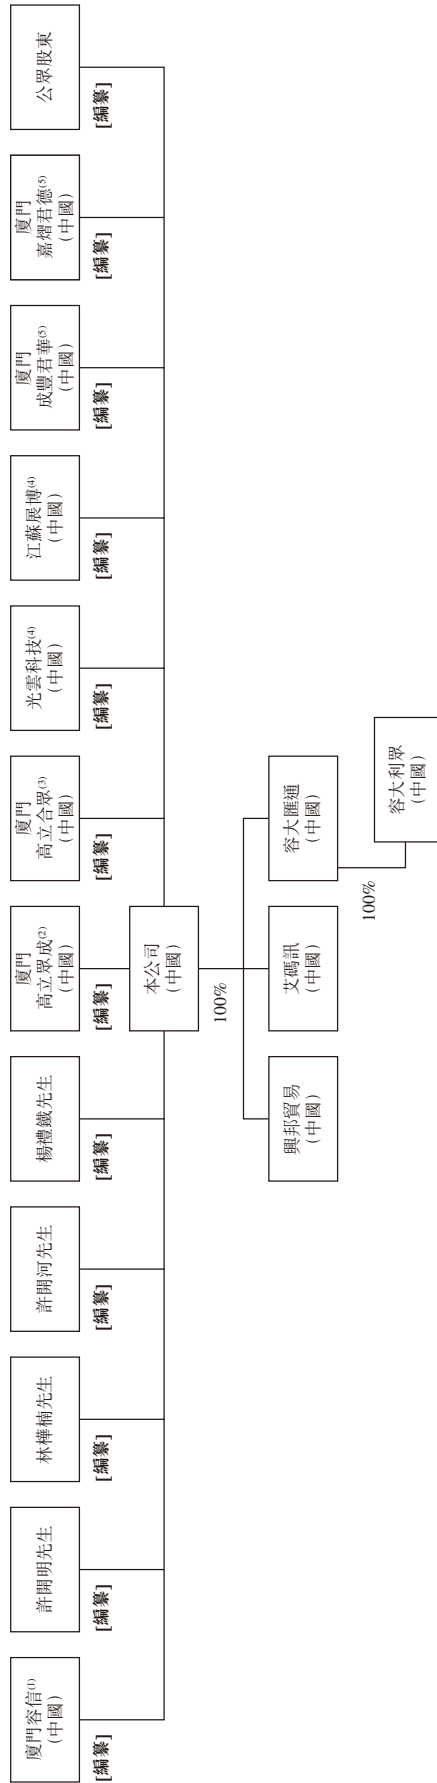 廈門容信(1)
(中國)
許開明先生
林樺楠先生
許開河先生
楊禮鐵先生
廈門
高立眾成(2)
(中國)
廈門
高立合眾(3)
(中國)
光雲科技(4)
(中國)
江蘇展博(4)
(中國)
廈門
成豐君華(5)
(中國)
廈門
嘉熠君德(5)
(中國)
公眾股東
[編纂]
[編纂]
[編纂]
[編纂]
[編纂]
[編纂]
[編纂]
[編纂]
[編纂]
[編纂]
[編纂]
[編纂]
本公司
(中國)
100%
興邦貿易
(中國)
艾碼訊
(中國)
容大匯通
(中國)
100%
容大利眾
(中國)